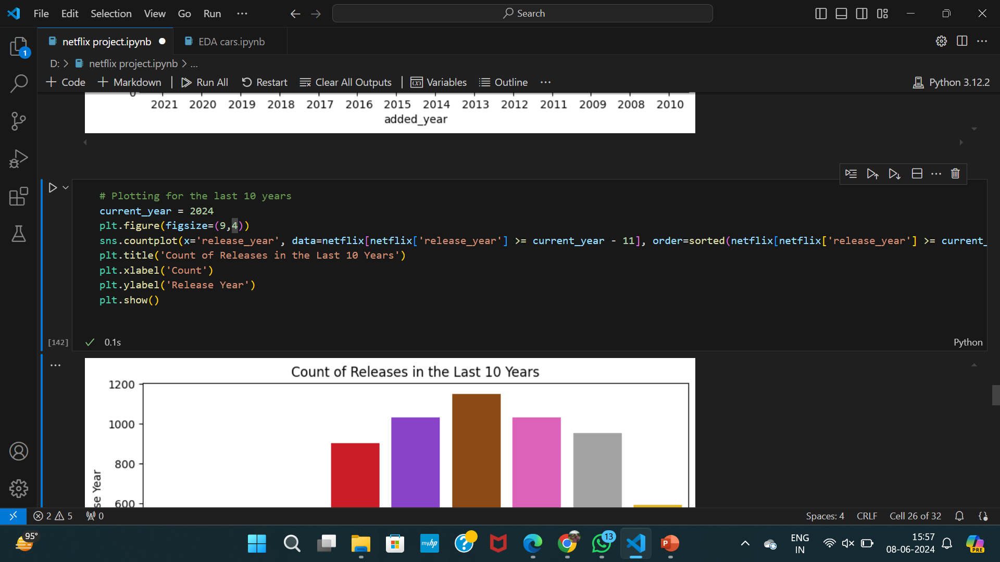 File Edit Selection View Go Run ··· Search
netflix project.ipynb EDA cars.ipynb
1
D: > netflix project.ipynb > ...
+ Code + Markdown | Run All Restart Clear All Outputs | Variables Outline ··· Python 3.12.2
0
2021 2020 2019 2018 2017 2016 2015 2014 2013 2012 2011 2009 2008 2010
added_year
# Plotting for the last 10 years
current_year = 2024
plt.figure(figsize=(9,4))
sns.countplot(x='release_year', data=netflix[netflix['release_year'] >= current_year - 11], order=sorted(netflix[netflix['release_year'] >= current_
plt.title('Count of Releases in the Last 10 Years')
plt.xlabel('Count')
plt.ylabel('Release Year')
plt.show()
[142] 0.1s Python
Count of Releases in the Last 10 Years
1200
1000
800
600
se Year
2 5 0 Spaces: 4 CRLF Cell 26 of 32
95°
myhp
13
P
ENG
IN
15:57
08-06-2024
PRE